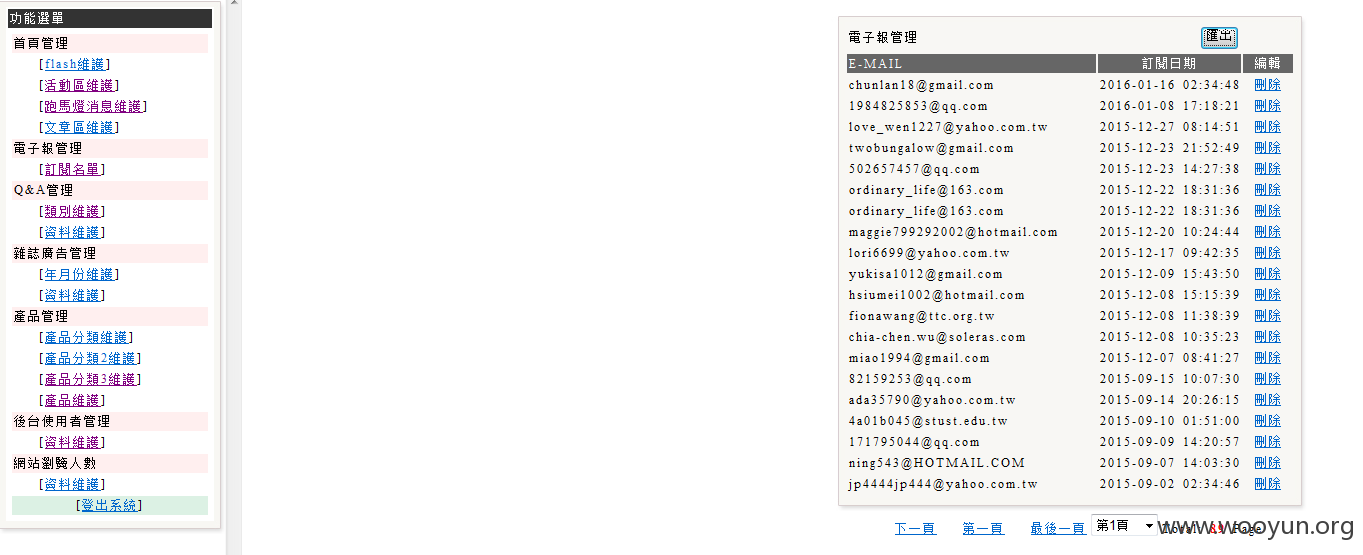 功能選單
首頁管理
[flash維護]
[活動區維護]
[跑馬燈消息維護]
[文章區維護]
電子報管理
[訂閱名單]
Q&A管理
[類別維護]
[資料維護]
雜誌廣告管理
[年月份維護]
[資料維護]
產品管理
[產品分類維護]
[產品分類2維護]
[產品分類3維護]
[產品維護]
後台使用者管理
[資料維護]
網站瀏覽人數
[資料維護]
[登出系統]
電子報管理 匯出
E-MAIL 訂閱日期 編輯
chunlan18@gmail.com 2016-01-16 02:34:48 刪除
1984825853@qq.com 2016-01-08 17:18:21 刪除
love_wen1227@yahoo.com.tw 2015-12-27 08:14:51 刪除
twobungalow@gmail.com 2015-12-23 21:52:49 刪除
502657457@qq.com 2015-12-23 14:27:38 刪除
ordinary_life@163.com 2015-12-22 18:31:36 刪除
ordinary_life@163.com 2015-12-22 18:31:36 刪除
maggie799292002@hotmail.com 2015-12-20 10:24:44 刪除
lori6699@yahoo.com.tw 2015-12-17 09:42:35 刪除
yukisa1012@gmail.com 2015-12-09 15:43:50 刪除
hsiumei1002@hotmail.com 2015-12-08 15:15:39 刪除
fionawang@ttc.org.tw 2015-12-08 11:38:39 刪除
chia-chen.wu@soleras.com 2015-12-08 10:35:23 刪除
miao1994@gmail.com 2015-12-07 08:41:27 刪除
82159253@qq.com 2015-09-15 10:07:30 刪除
ada35790@yahoo.com.tw 2015-09-14 20:26:15 刪除
4a01b045@stust.edu.tw 2015-09-10 01:51:00 刪除
171795044@qq.com 2015-09-09 14:20:57 刪除
ning543@HOTMAIL.COM 2015-09-07 14:03:30 刪除
jp4444jp444@yahoo.com.tw 2015-09-02 02:34:46 刪除
下一頁 第一頁 最後一頁 第1頁 Total Page
www.wooyun.org